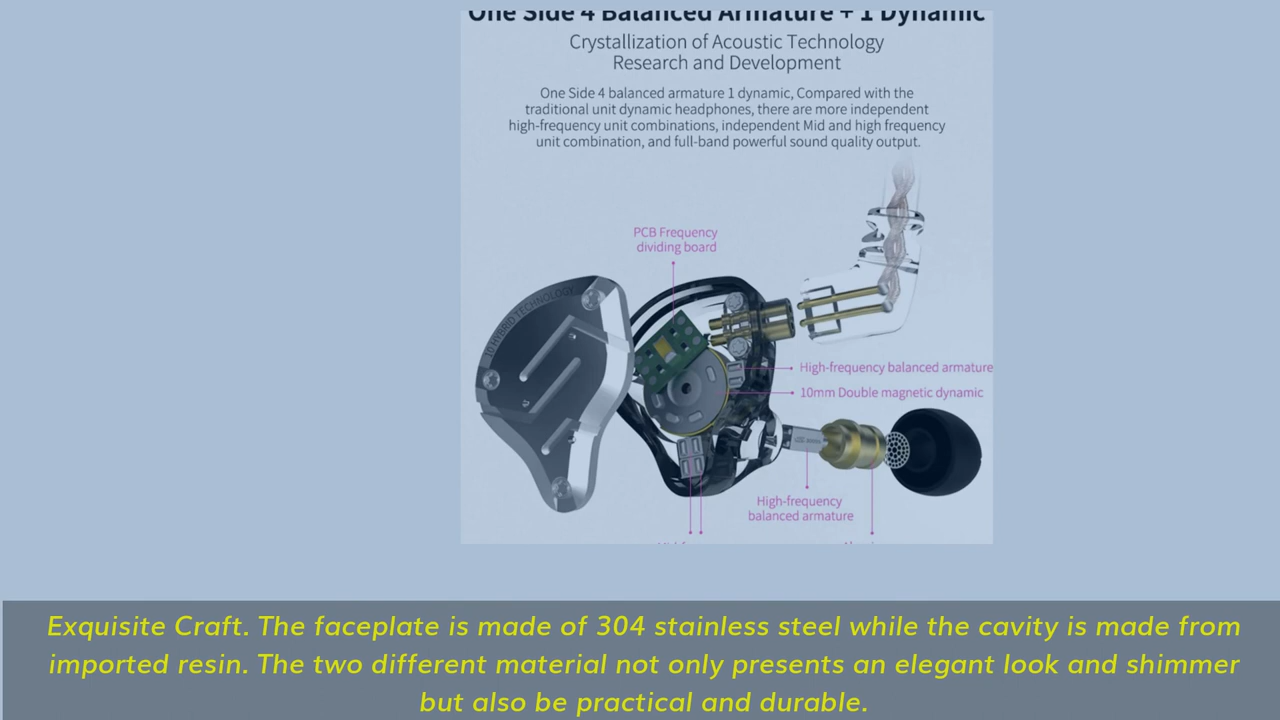 One Side 4 Balanced Armature + 1 Dynamic
Crystallization of Acoustic Technology
Research and Development
One Side 4 balanced armature 1 dynamic, Compared with the
traditional unit dynamic headphones, there are more independent
high-frequency unit combinations, independent Mid and high frequency
unit combination, and full-band powerful sound quality output.
PCB Frequency
dividing board
16 HYBRID TECHNOLOGY
High-frequency balanced armature
10mm Double magnetic dynamic
High-frequency
balanced armature
Exquisite Craft. The faceplate is made of 304 stainless steel while the cavity is made from
imported resin. The two different material not only presents an elegant look and shimmer
but also be practical and durable.